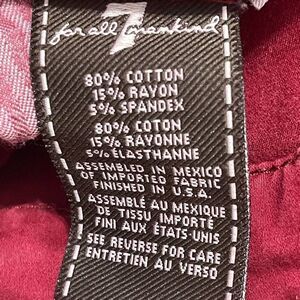 7
for all mankind
80% COTTON
15% RAYON
5% SPANDEX
80% COTON
15% RAYONNE
5% ÉLASTHANNE
ASSEMBLED IN MEXICO
OF IMPORTED FABRIC
FINISHED IN U.S.A.
ASSEMBLÉ AU MEXIQUE
DE TISSU IMPORTÉ
FINI AUX ÉTATS-UNIS
SEE REVERSE FOR CARE
ENTRETIEN AU VERSO